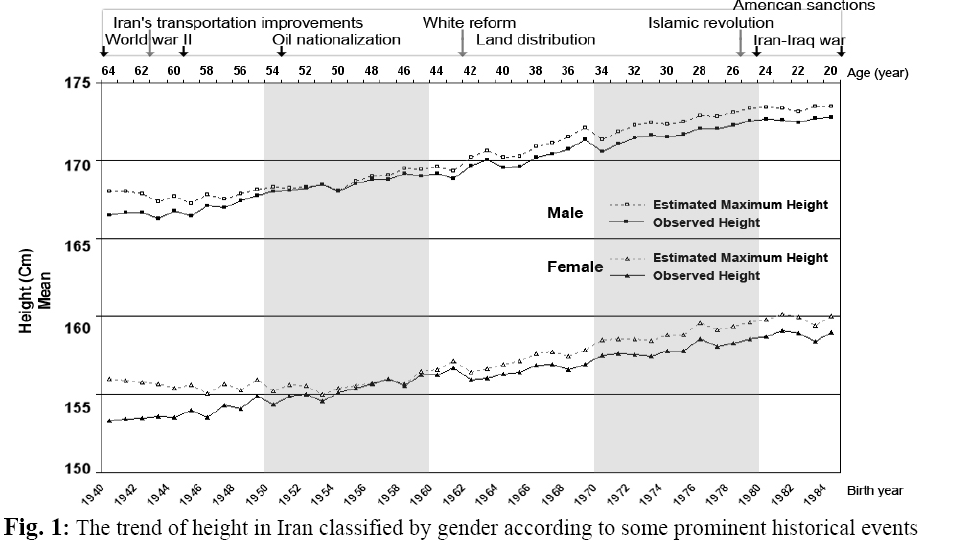 American sanctions
Iran's transportation improvements White reform Islamic revolution
World war II Oil nationalization Land distribution Iran-Iraq war
64 62 60 58 56 54 52 50 48 46 44 42 40 38 36 34 32 30 28 26 24 22 20 Age (year)
175
170
165
160
155
150
Height (Cm)
Mean
Male
Estimated Maximum Height
Observed Height
Female
Estimated Maximum Height
Observed Height
1940 1942 1944 1946 1948 1950 1952 1954 1956 1958 1960 1962 1964 1966 1968 1970 1972 1974 1976 1978 1980 1982 1984 Birth year
Fig. 1: The trend of height in Iran classified by gender according to some prominent historical events